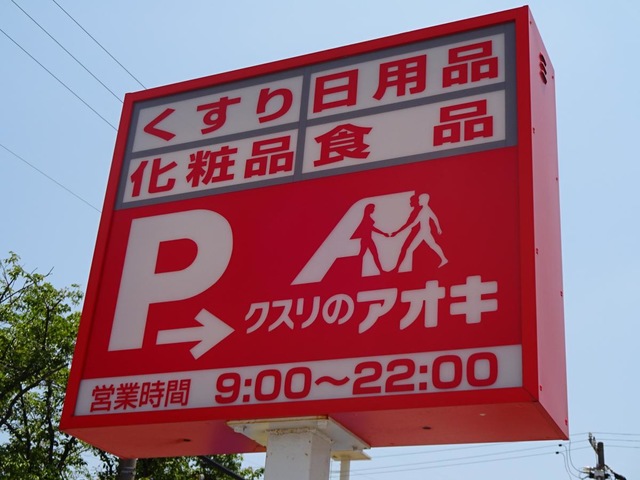 くすり 日用品
化粧品 食品
P→
クスリのアオキ
営業時間 9:00～22:00